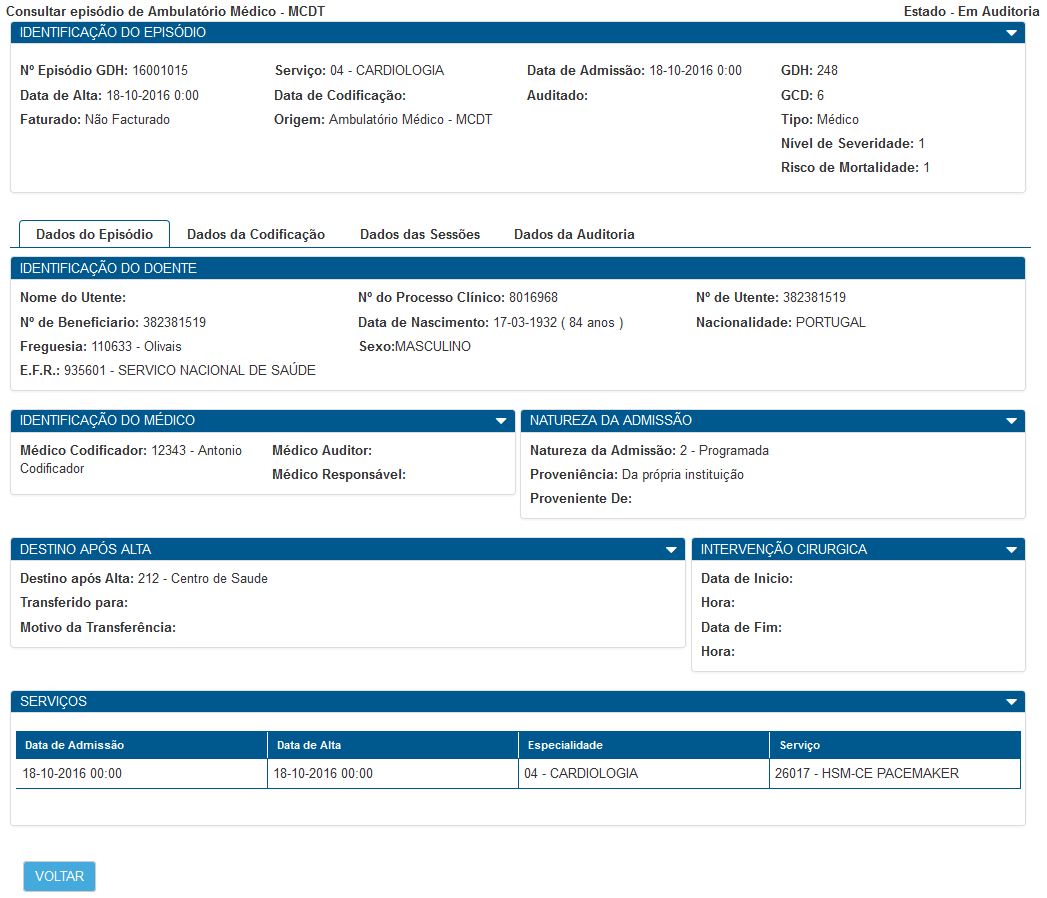 Consultar episódio de Ambulatório Médico - MCDT Estado - Em Auditoria
IDENTIFICAÇÃO DO EPISÓDIO
Nº Episódio GDH: 16001015 Serviço: 04 - CARDIOLOGIA Data de Admissão: 18-10-2016 0:00 GDH: 248
Data de Alta: 18-10-2016 0:00 Data de Codificação: Auditado: GCD: 6
Faturado: Não Facturado Origem: Ambulatório Médico - MCDT Tipo: Médico
Nível de Severidade: 1
Risco de Mortalidade: 1
Dados do Episódio Dados da Codificação Dados das Sessões Dados da Auditoria
IDENTIFICAÇÃO DO DOENTE
Nome do Utente: Nº do Processo Clínico: 8016968 Nº de Utente: 382381519
Nº de Beneficiario: 382381519 Data de Nascimento: 17-03-1932 ( 84 anos ) Nacionalidade: PORTUGAL
Freguesia: 110633 - Olivais Sexo:MASCULINO
E.F.R.: 935601 - SERVICO NACIONAL DE SAÚDE
IDENTIFICAÇÃO DO MÉDICO
Médico Codificador: 12343 - Antonio
Codificador
Médico Auditor:
Médico Responsável:
NATUREZA DA ADMISSÃO
Natureza da Admissão: 2 - Programada
Proveniência: Da própria instituição
Proveniente De:
DESTINO APÓS ALTA
Destino após Alta: 212 - Centro de Saude
Transferido para:
Motivo da Transferência:
INTERVENÇÃO CIRURGICA
Data de Inicio:
Hora:
Data de Fim:
Hora:
SERVIÇOS
Data de Admissão Data de Alta Especialidade Serviço
18-10-2016 00:00 18-10-2016 00:00 04 - CARDIOLOGIA 26017 - HSM-CE PACEMAKER
VOLTAR